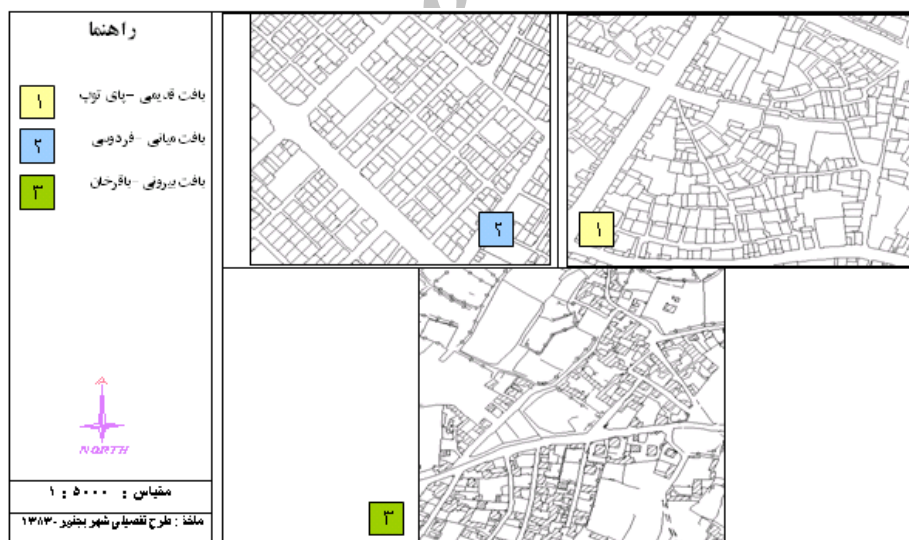 راهنما
۱ بافت قدیمی -پای توپ
۲ بافت میانی -فردوسی
۳ بافت بیرونی -باقرخان
NORTH
مقیاس : ۵۰۰۰ : ۱
ماخذ : طرح تفصیلی شهر بجنورد -۱۳۸۳
۲
۱
۳